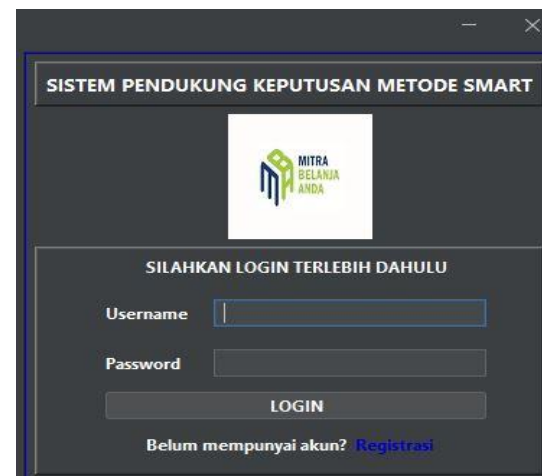 SISTEM PENDUKUNG KEPUTUSAN METODE SMART
MBA
MITRA
BELANJA
ANDA
SILAHKAN LOGIN TERLEBIH DAHULU
Username
Password
LOGIN
Belum mempunyai akun? Registrasi